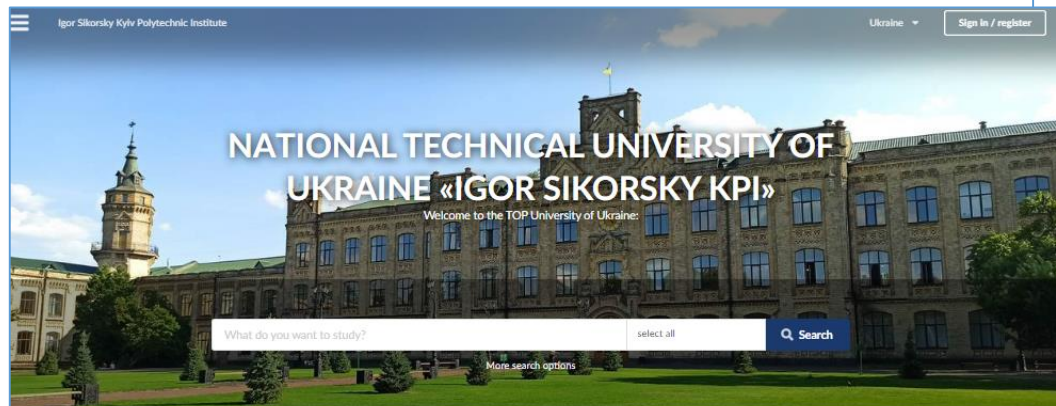 Igor Sikorsky Kyiv Polytechnic Institute
Ukraine
Sign in / register
NATIONAL TECHNICAL UNIVERSITY OF
UKRAINE «IGOR SIKORSKY KPI»
Welcome to the TOP University of Ukraine:
What do you want to study?
select all
Search
More search options